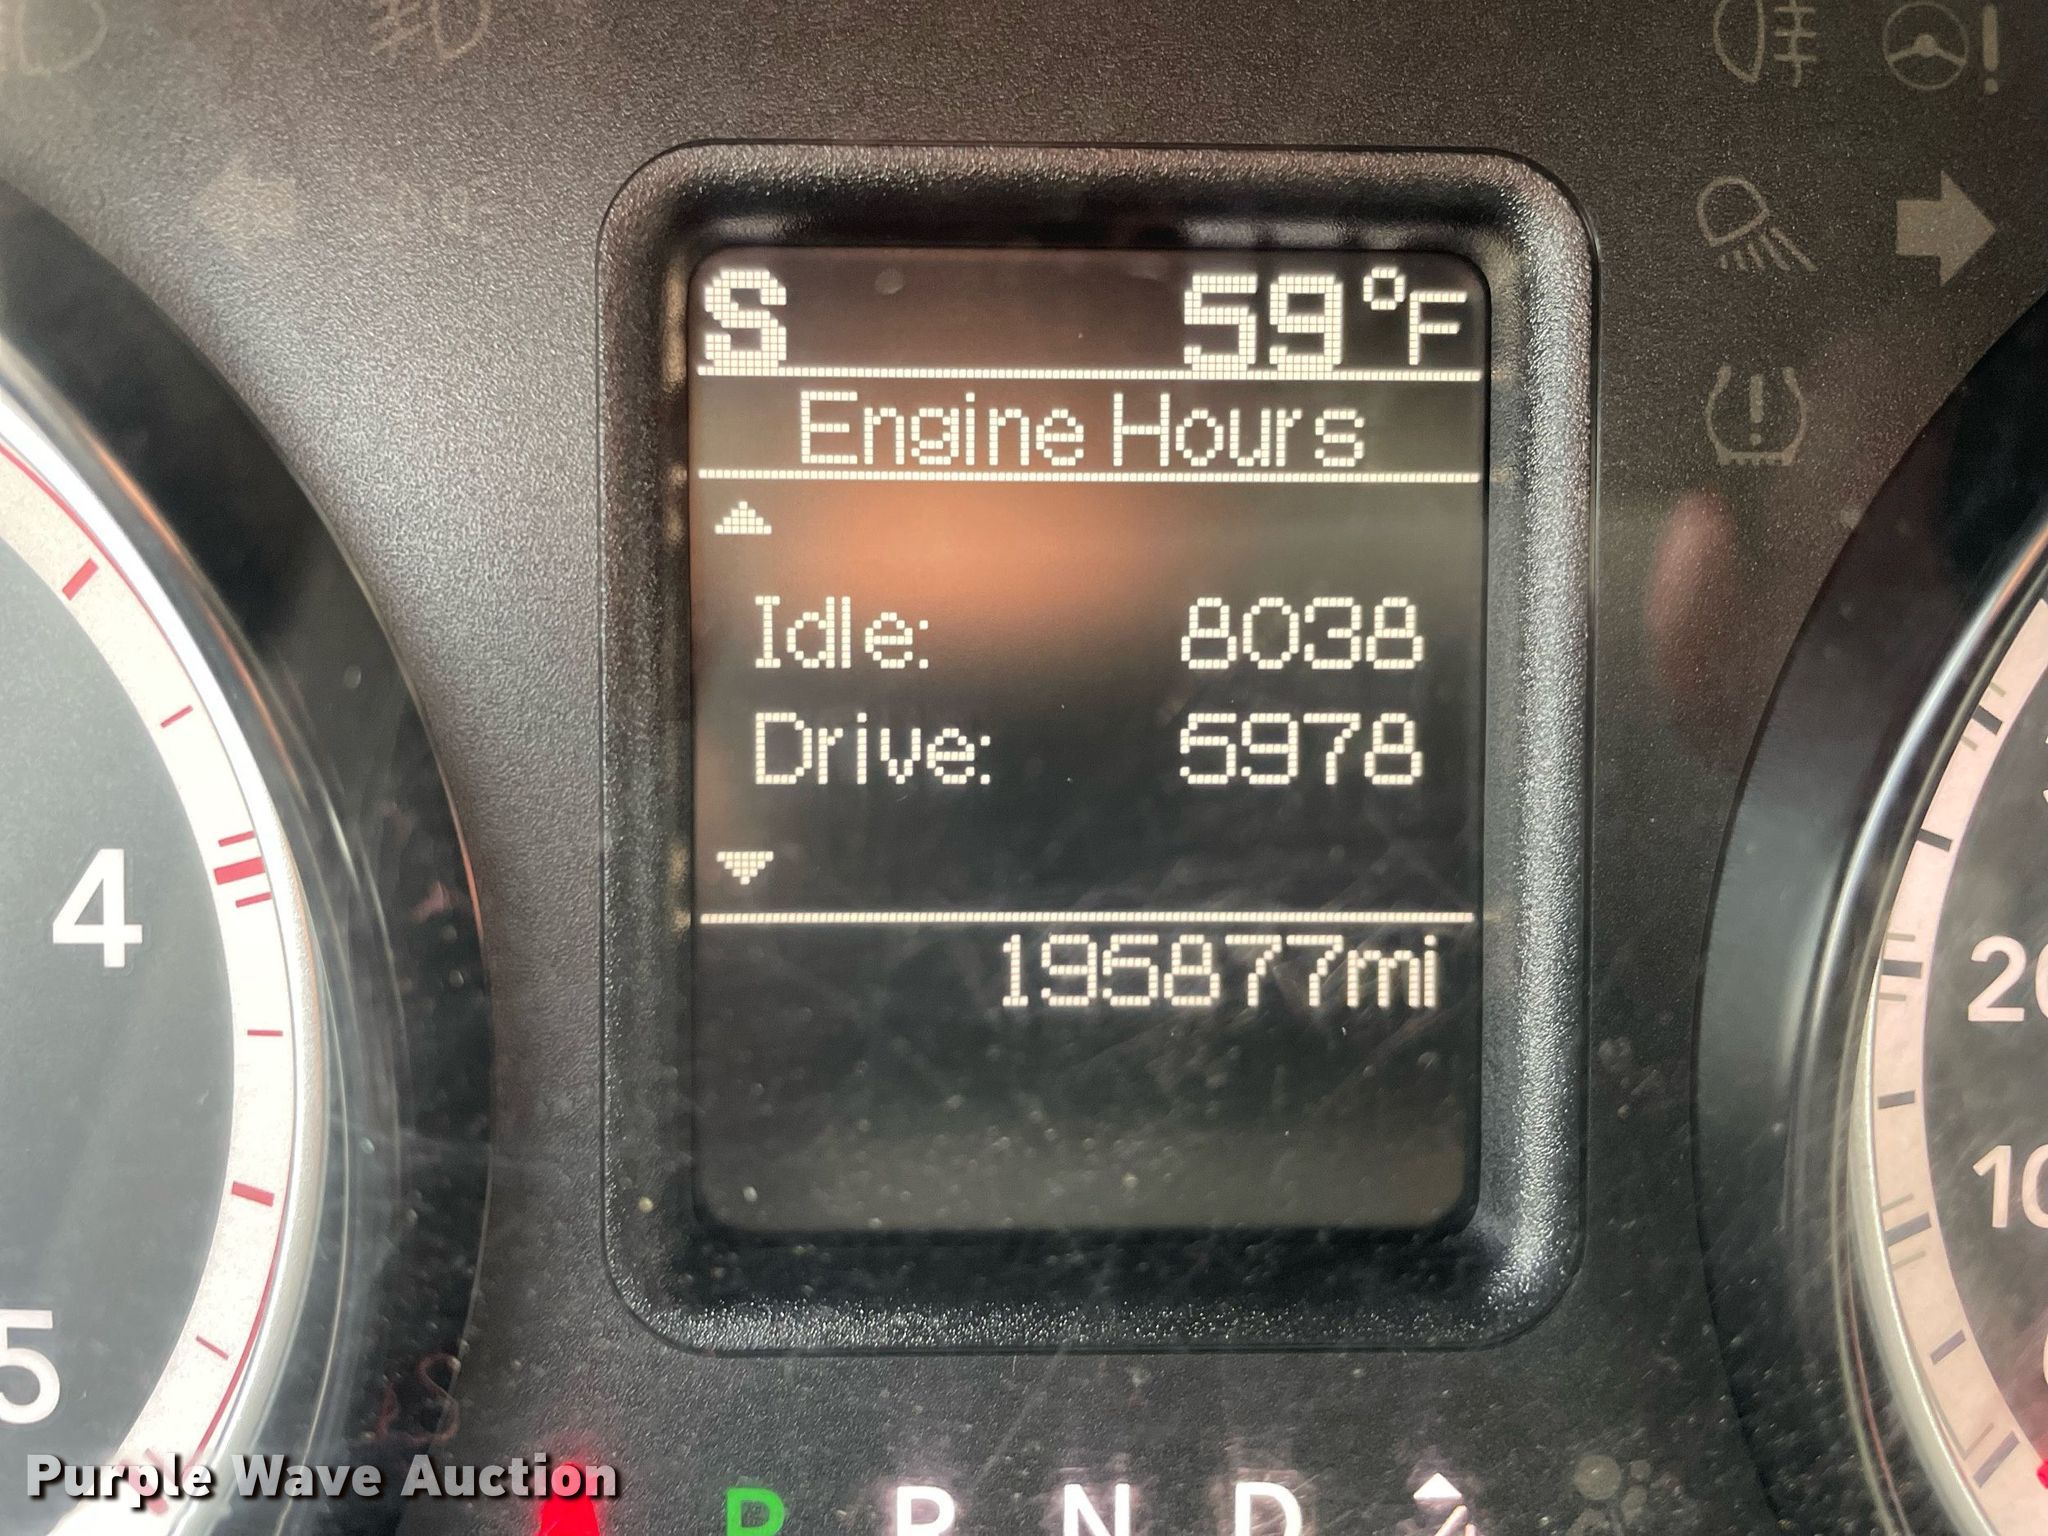 S 59°F
Engine Hours
Idle: 8038
Drive: 5978
195877mi
4
5
20
10
P R N D
Purple Wave Auction